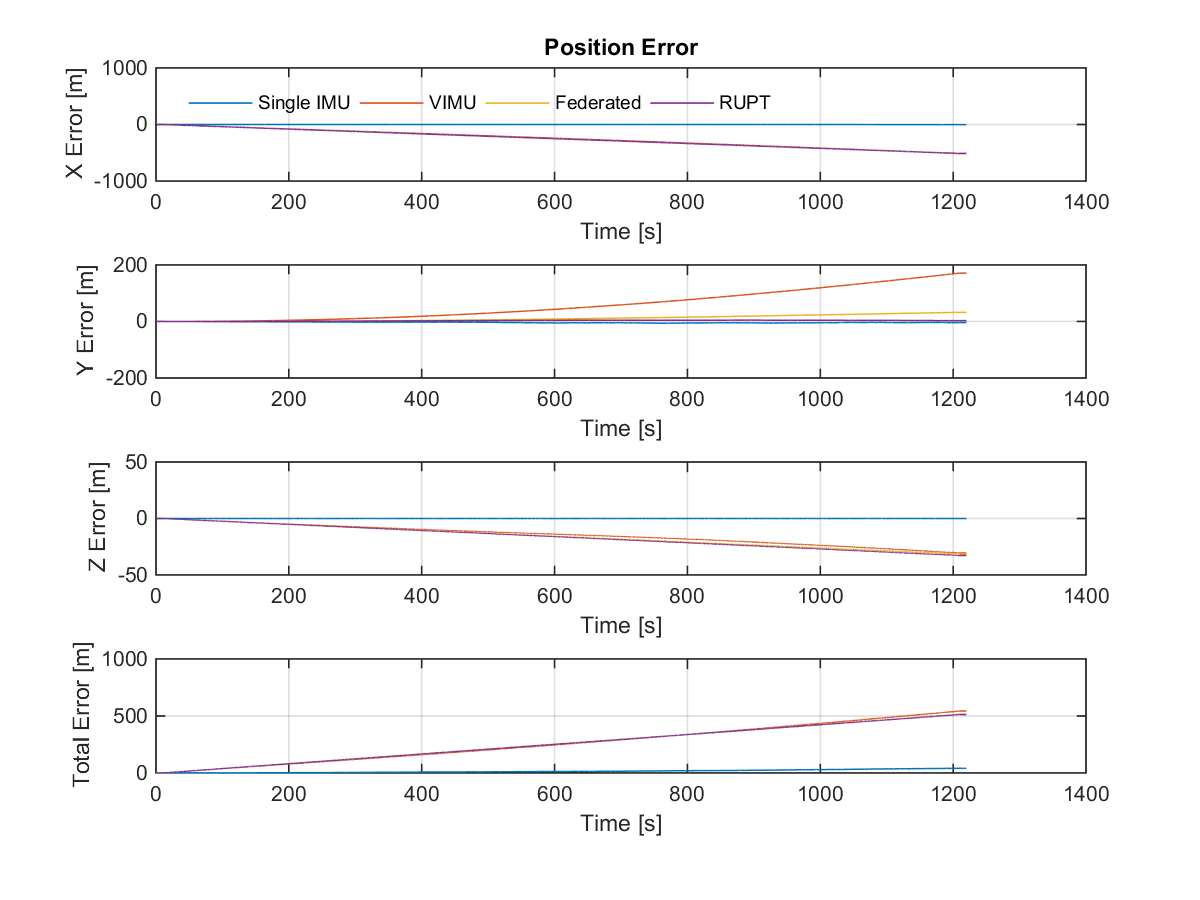 Position Error
1000
Single IMU VIMU Federated RUPT
0
-1000
X Error [m]
0 200 400 600 800 1000 1200 1400
Time [s]
200
0
-200
Y Error [m]
0 200 400 600 800 1000 1200 1400
Time [s]
50
0
-50
Z Error [m]
0 200 400 600 800 1000 1200 1400
Time [s]
1000
500
0
Total Error [m]
0 200 400 600 800 1000 1200 1400
Time [s]